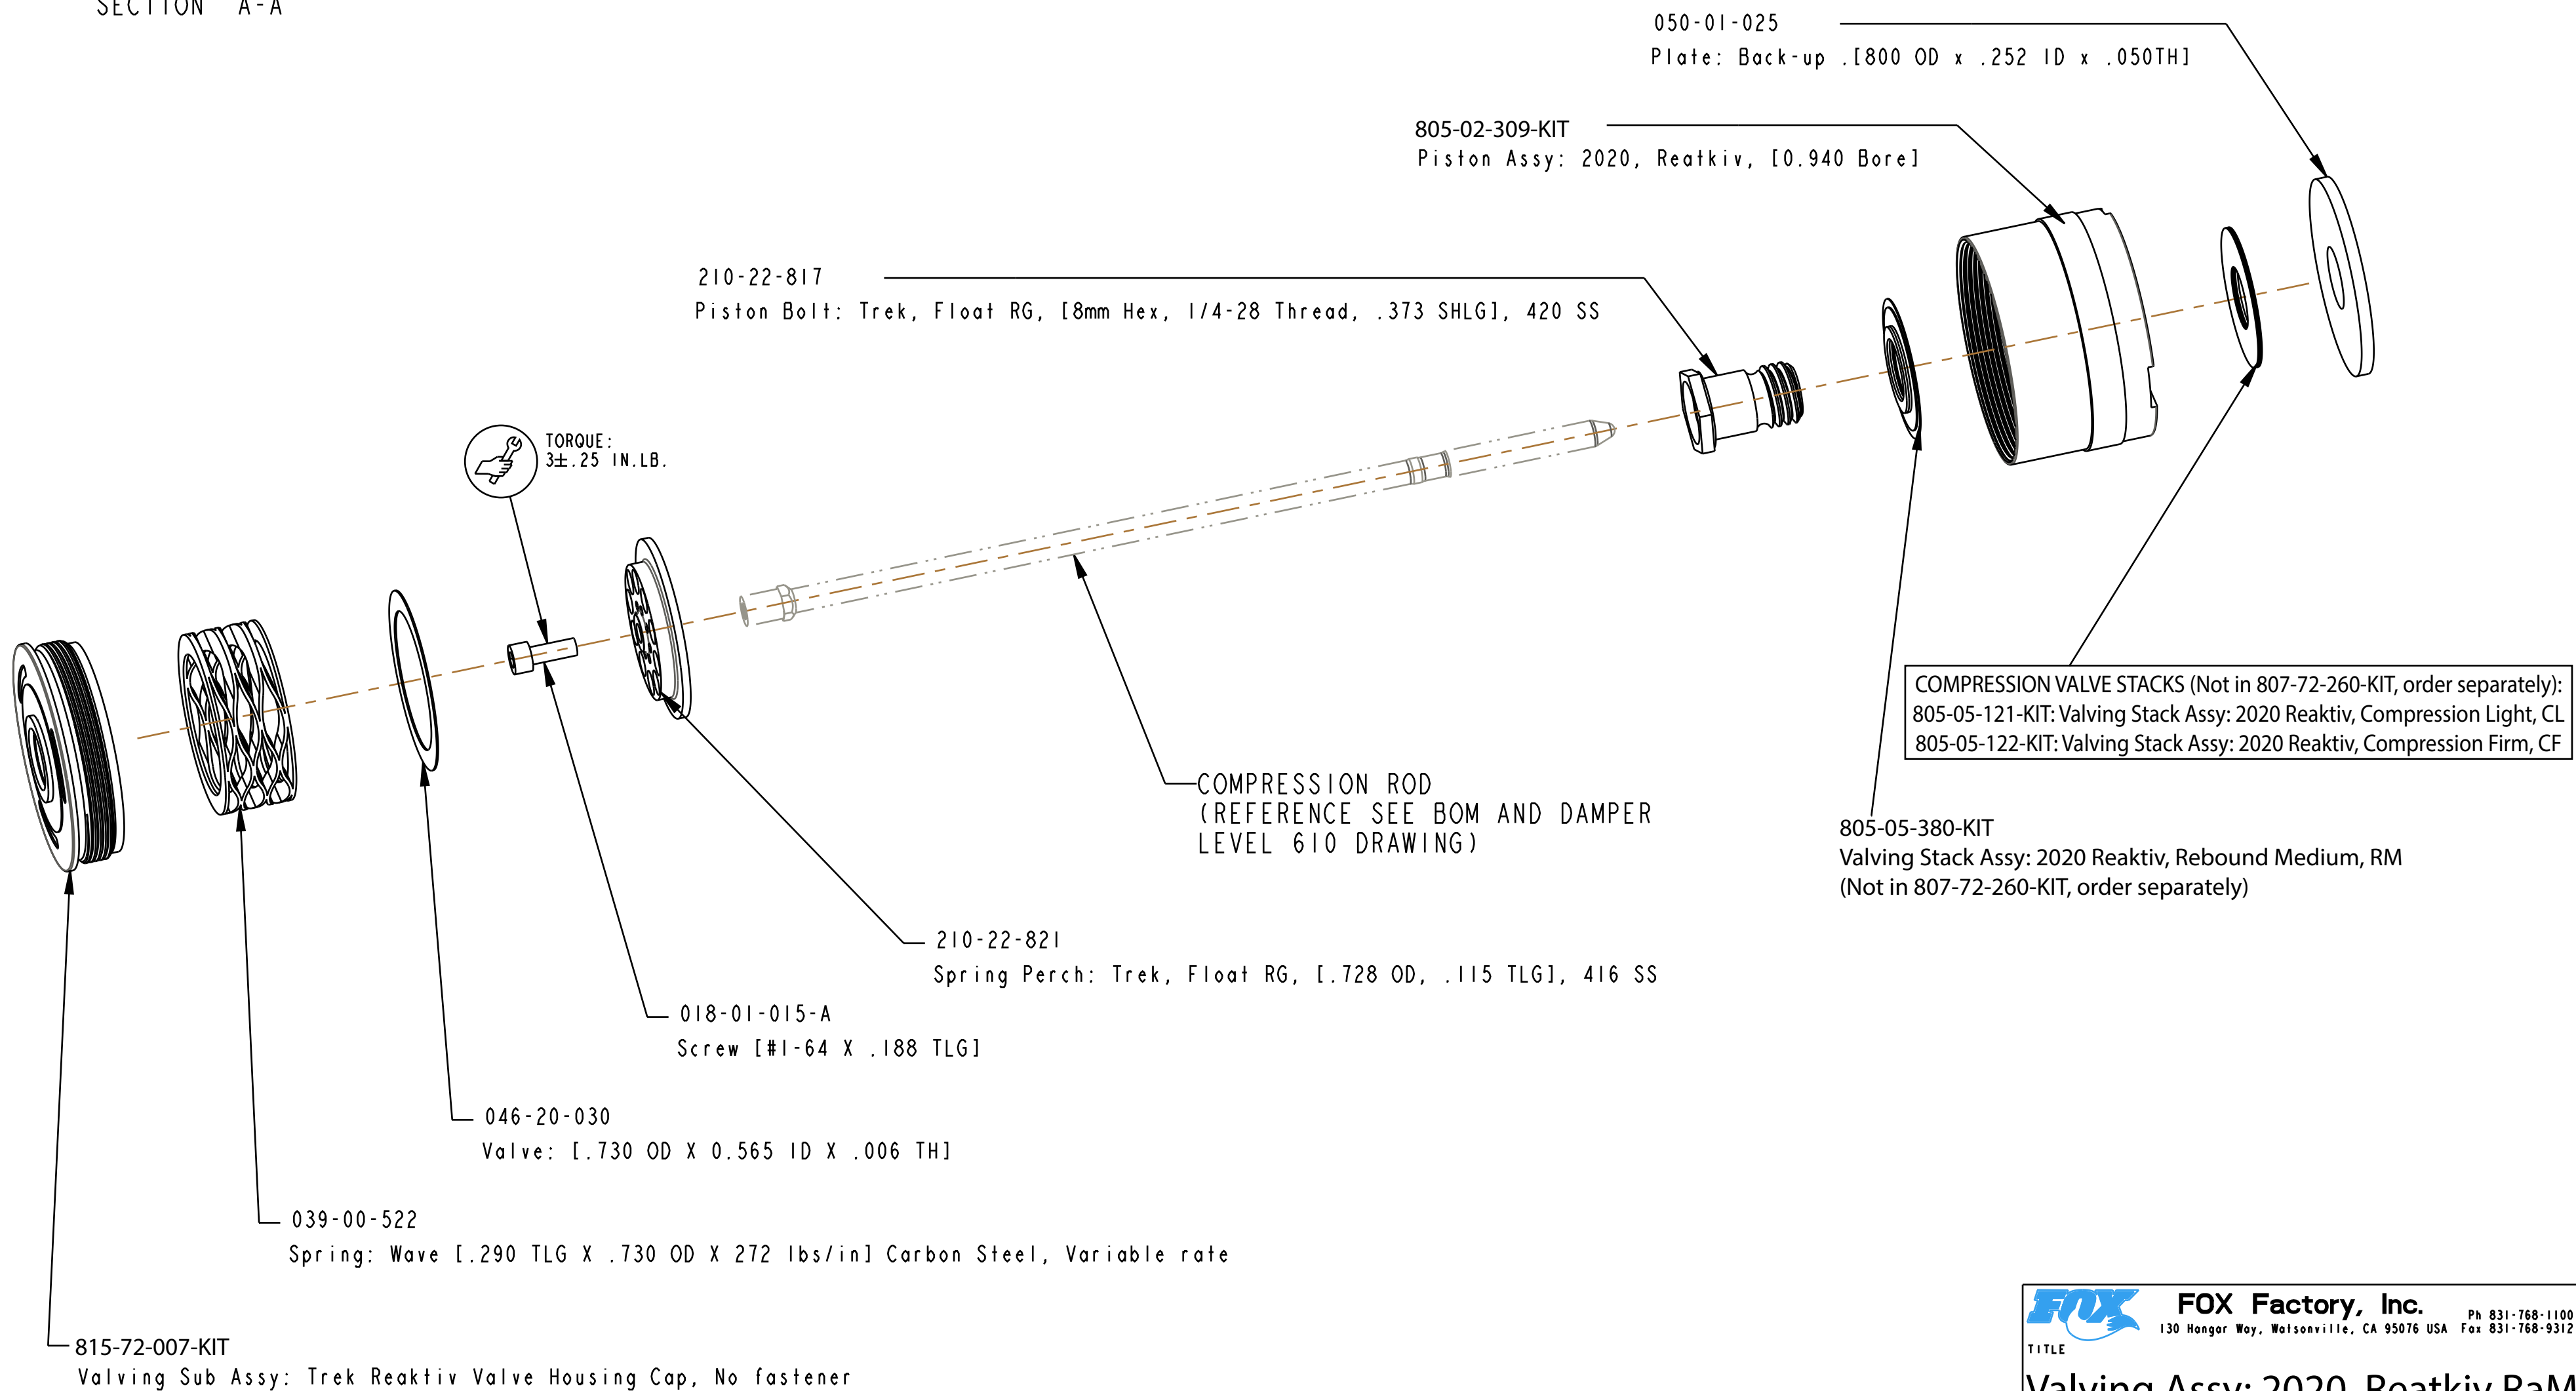 SECTION A-A
050-01-025
Plate: Back-up .[800 OD x .252 ID x .050TH]
805-02-309-KIT
Piston Assy: 2020, Reatkiv, [0.940 Bore]
210-22-817
Piston Bolt: Trek, Float RG, [8mm Hex, 1/4-28 Thread, .373 SHLG], 420 SS
TORQUE:
3±.25 IN.LB.
COMPRESSION VALVE STACKS (Not in 807-72-260-KIT, order separately):
805-05-121-KIT: Valving Stack Assy: 2020 Reaktiv, Compression Light, CL
805-05-122-KIT: Valving Stack Assy: 2020 Reaktiv, Compression Firm, CF
COMPRESSION ROD
(REFERENCE SEE BOM AND DAMPER
LEVEL 610 DRAWING)
805-05-380-KIT
Valving Stack Assy: 2020 Reaktiv, Rebound Medium, RM
(Not in 807-72-260-KIT, order separately)
210-22-821
Spring Perch: Trek, Float RG, [.728 OD, .115 TLG], 416 SS
018-01-015-A
Screw [#1-64 X .188 TLG]
046-20-030
Valve: [.730 OD X 0.565 ID X .006 TH]
039-00-522
Spring: Wave [.290 TLG X .730 OD X 272 lbs/in] Carbon Steel, Variable rate
815-72-007-KIT
Valving Sub Assy: Trek Reaktiv Valve Housing Cap, No fastener
FOX
FOX Factory, Inc.
130 Hangar Way, Watsonville, CA 95076 USA
Ph 831-768-1100
Fax 831-768-9312
TITLE
Valving Assy: 2020, Reatkiv RaM